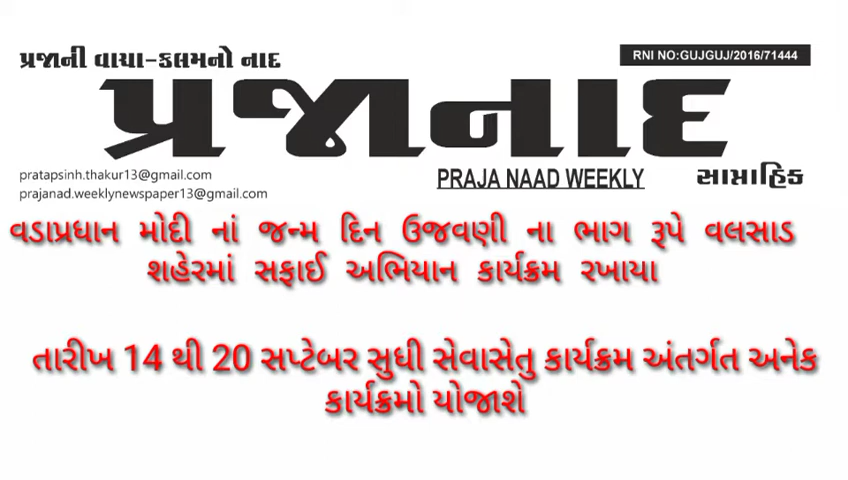 પ્રજાની વાચા-કલમનો નાદ
RNI NO:GUJGUJ/2016/71444
પ્રજાનાદ
pratapsinh.thakur13@gmail.com
prajanad.weeklynewspaper13@gmail.com
PRAJA NAAD WEEKLY
સાપ્તાહિક
વડાપ્રધાન મોદી નાં જન્મ દિન ઉજવણી ના ભાગ રૂપે વલસાડ
શહેરમાં સફાઈ અભિયાન કાર્યક્રમ રખાયા
તારીખ 14 થી 20 સપ્ટેબર સુધી સેવાસેતુ કાર્યક્રમ અંતર્ગત અનેક
કાર્યક્રમો યોજાશે